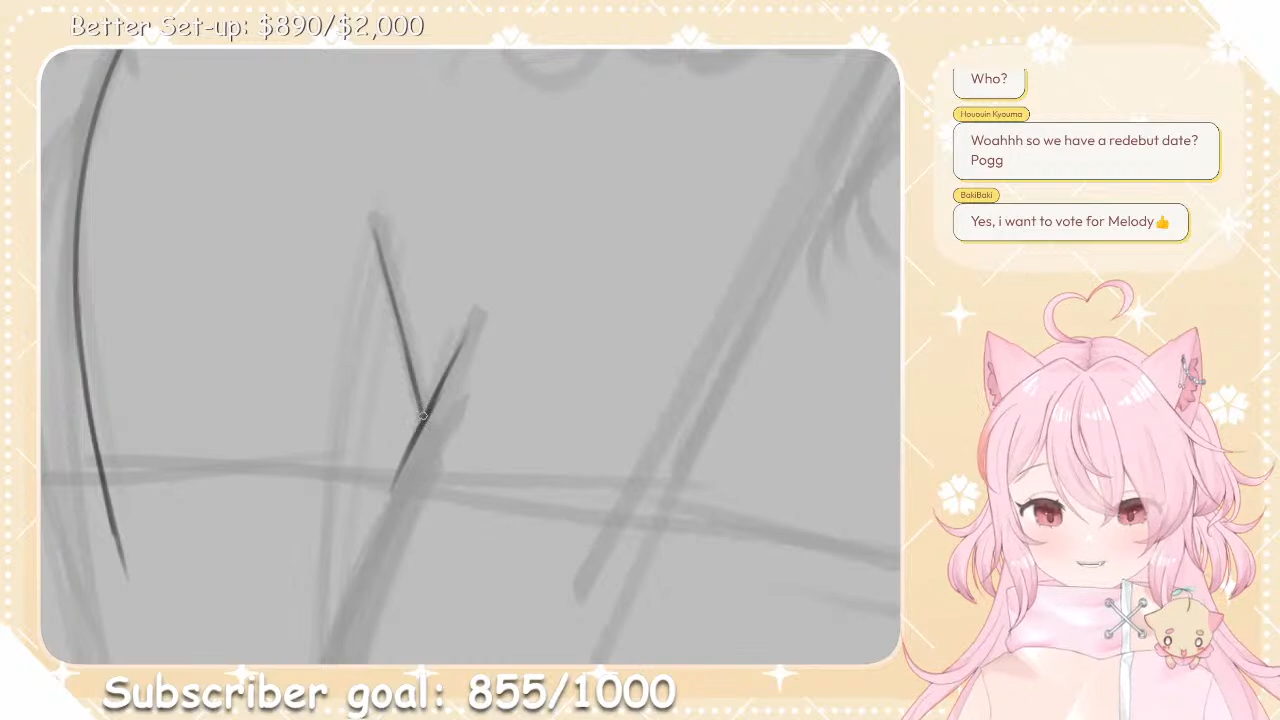 Better Set-up: $890/$2,000
Who?
Hououin Kyouma
Woahhh so we have a redebut date?
Pogg
BakiBaki
Yes, i want to vote for Melody👍
Subscriber goal: 855/1000